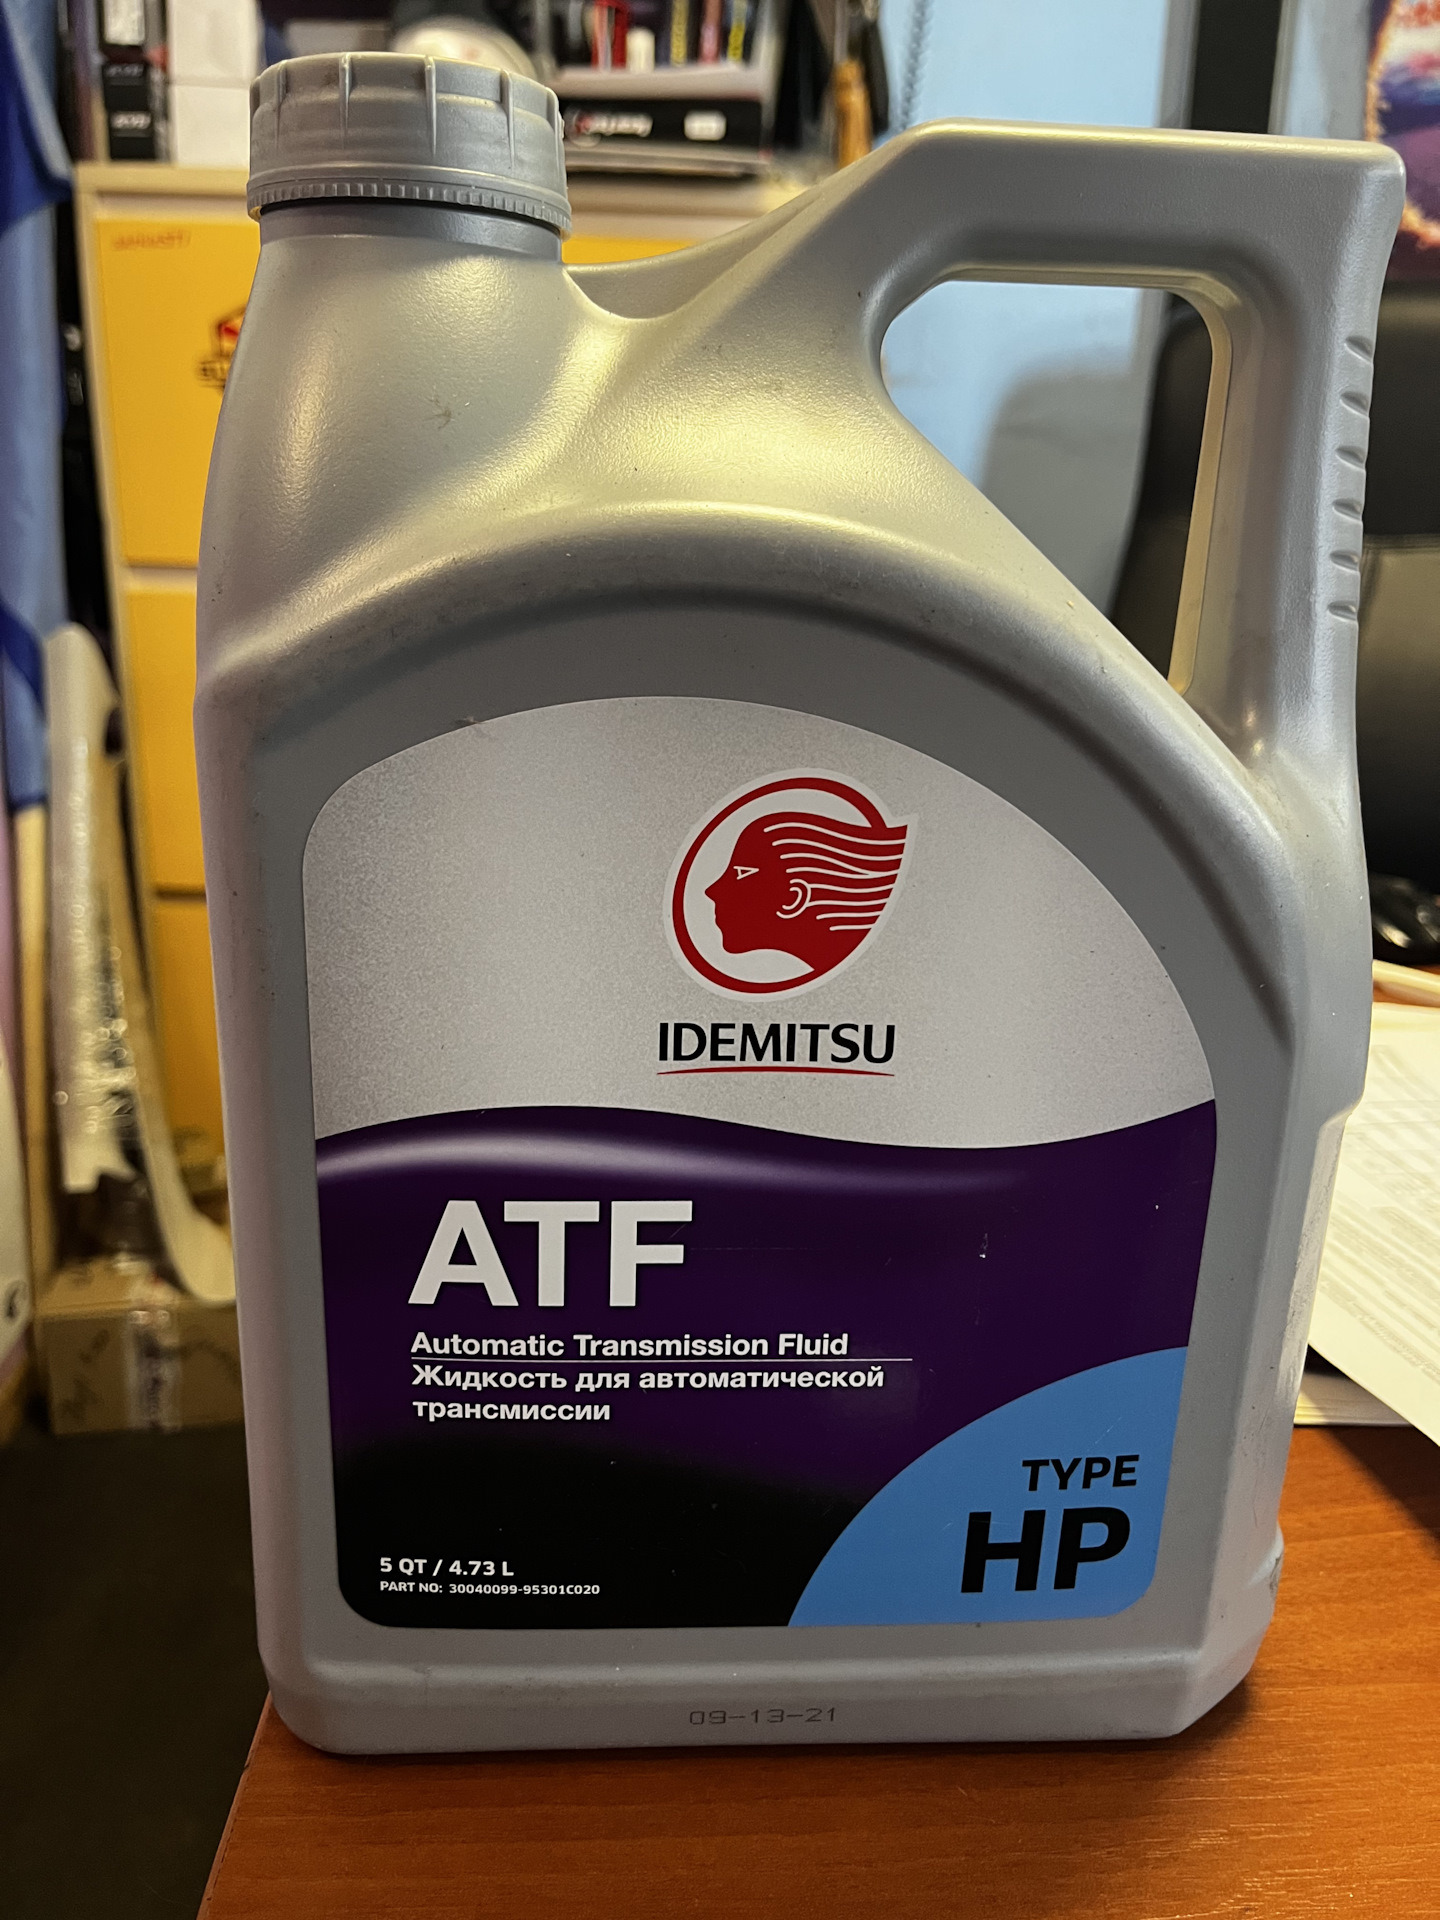 IDEMITSU
ATF
Automatic Transmission Fluid
Жидкость для автоматической
трансмиссии
TYPE
HP
5 QT / 4.73 L
PART NO: 30040099-95301C020
09-13-21